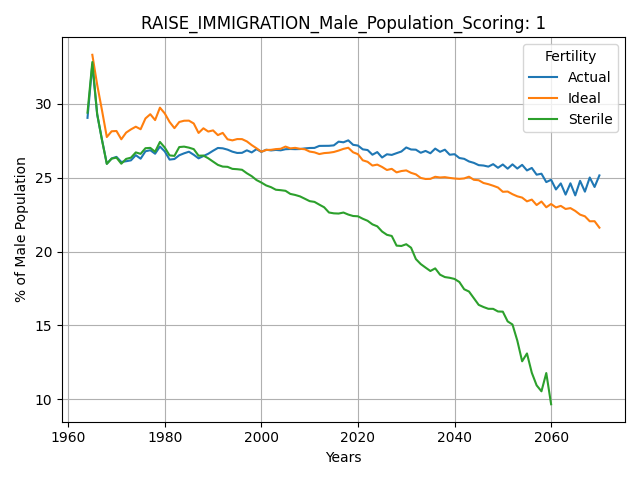 RAISE_IMMIGRATION_Male_Population_Scoring: 1
Fertility
Actual
Ideal
Sterile
% of Male Population
30
25
20
15
10
1960
1980
2000
2020
2040
2060
Years